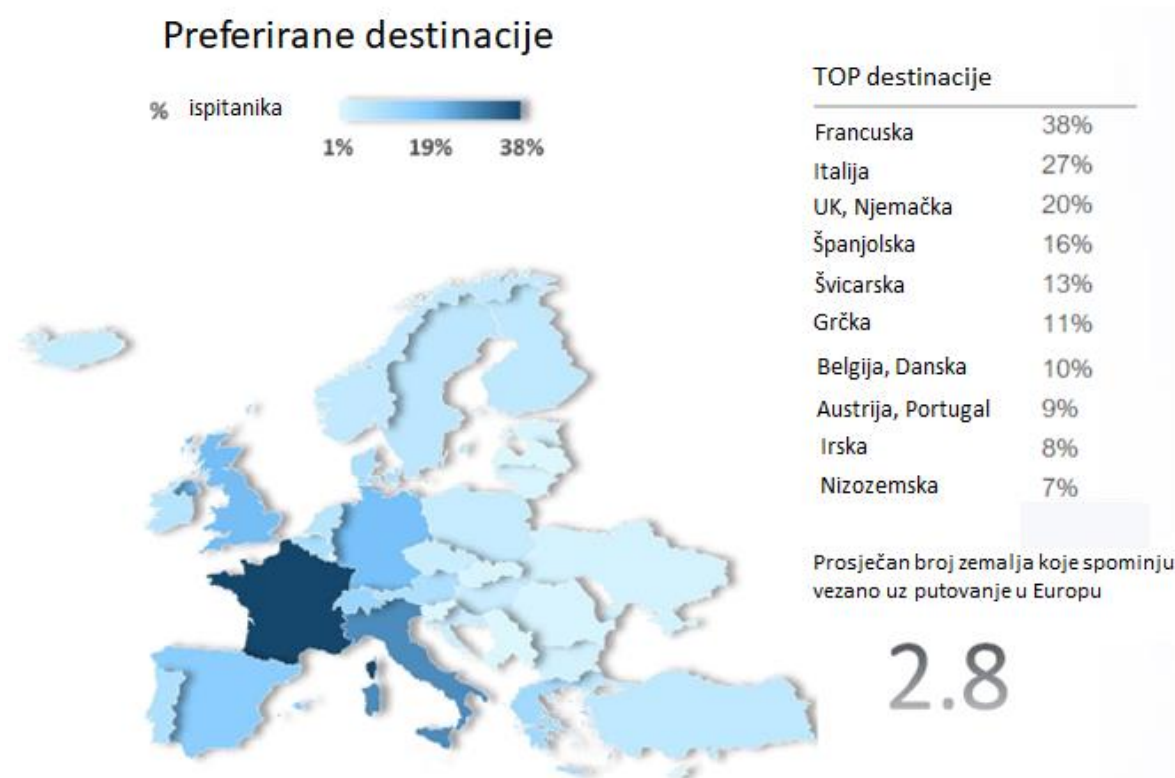 Preferirane destinacije
% ispitanika
1% 19% 38%
TOP destinacije
Francuska 38%
Italija 27%
UK, Njemačka 20%
Španjolska 16%
Švicarska 13%
Grčka 11%
Belgija, Danska 10%
Austrija, Portugal 9%
Irska 8%
Nizozemska 7%
Prosječan broj zemalja koje spominju
vezano uz putovanje u Europu
2.8